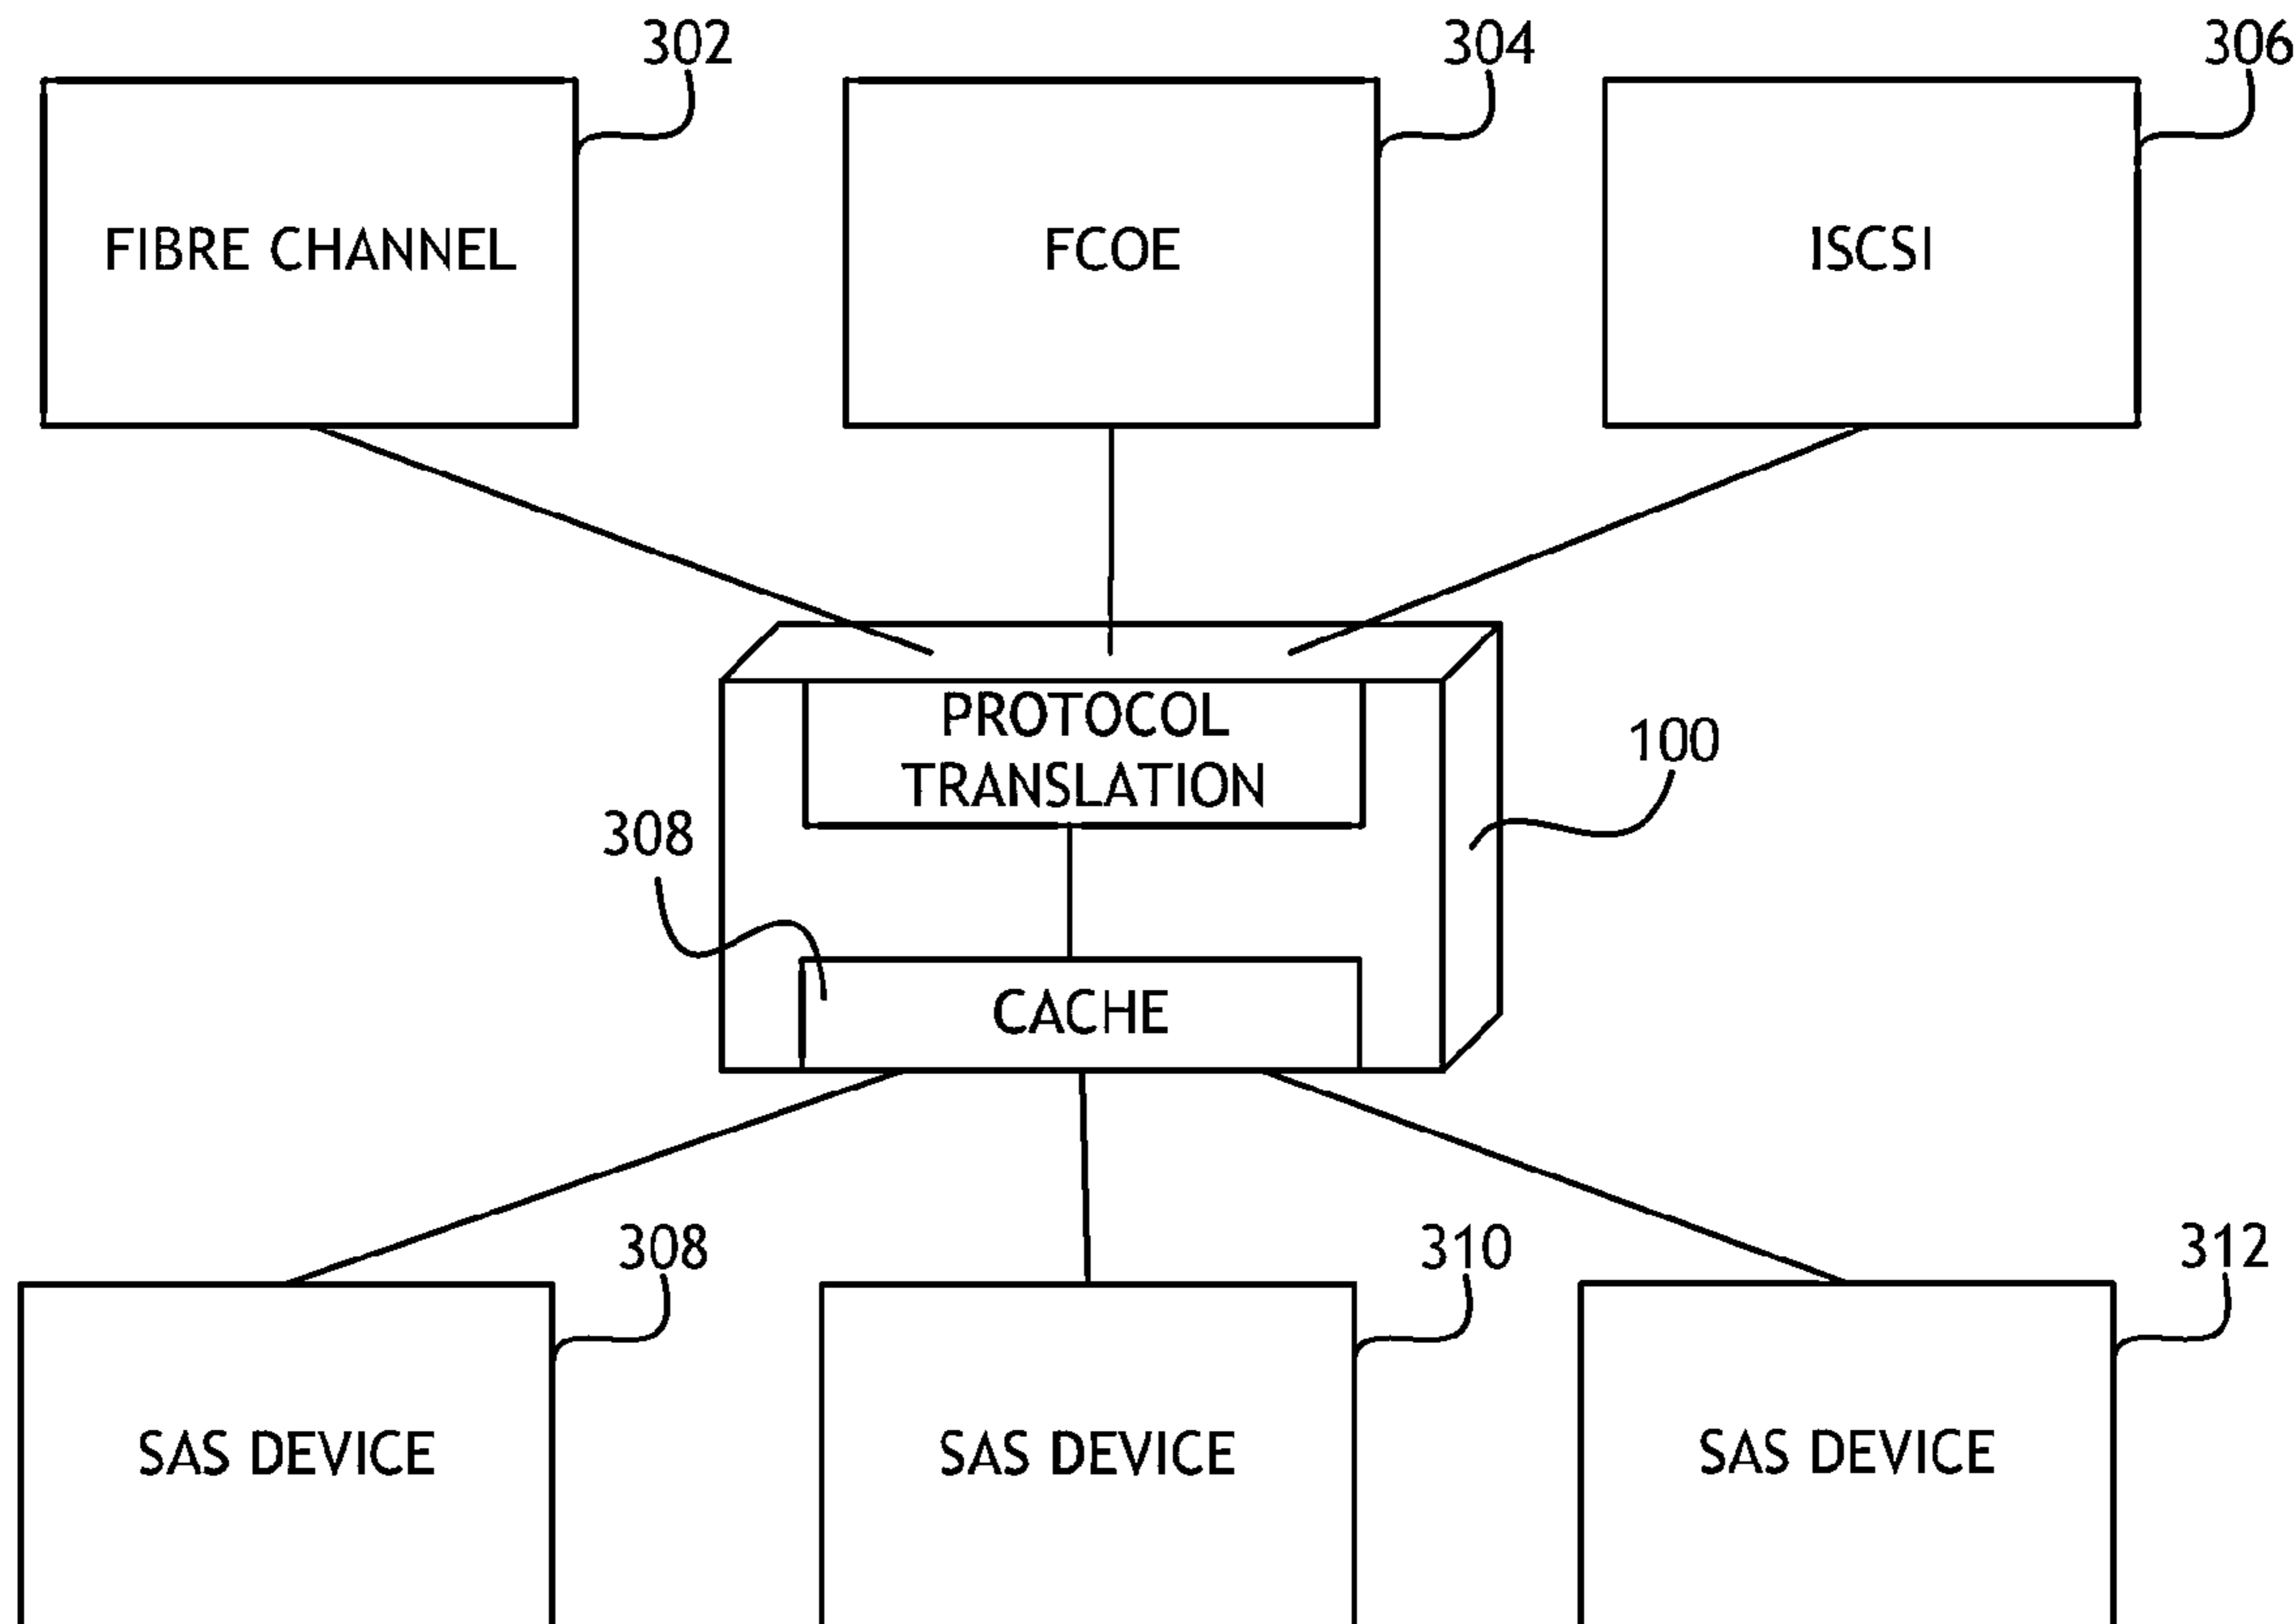 302
304
306
FIBRE CHANNEL
FCOE
ISCSI
PROTOCOL
TRANSLATION
100
308
CACHE
308
310
312
SAS DEVICE
SAS DEVICE
SAS DEVICE